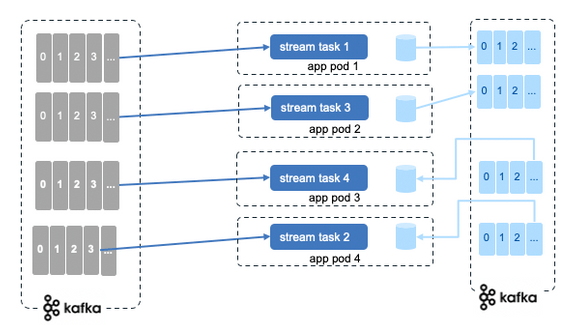 0 1 2 3 ...
stream task 1
app pod 1
0 1 2 ...
0 1 2 3 ...
stream task 3
app pod 2
0 1 2 ...
0 1 2 3 ...
stream task 4
app pod 3
0 1 2 ...
0 1 2 3 ...
stream task 2
app pod 4
0 1 2 ...
kafka
kafka